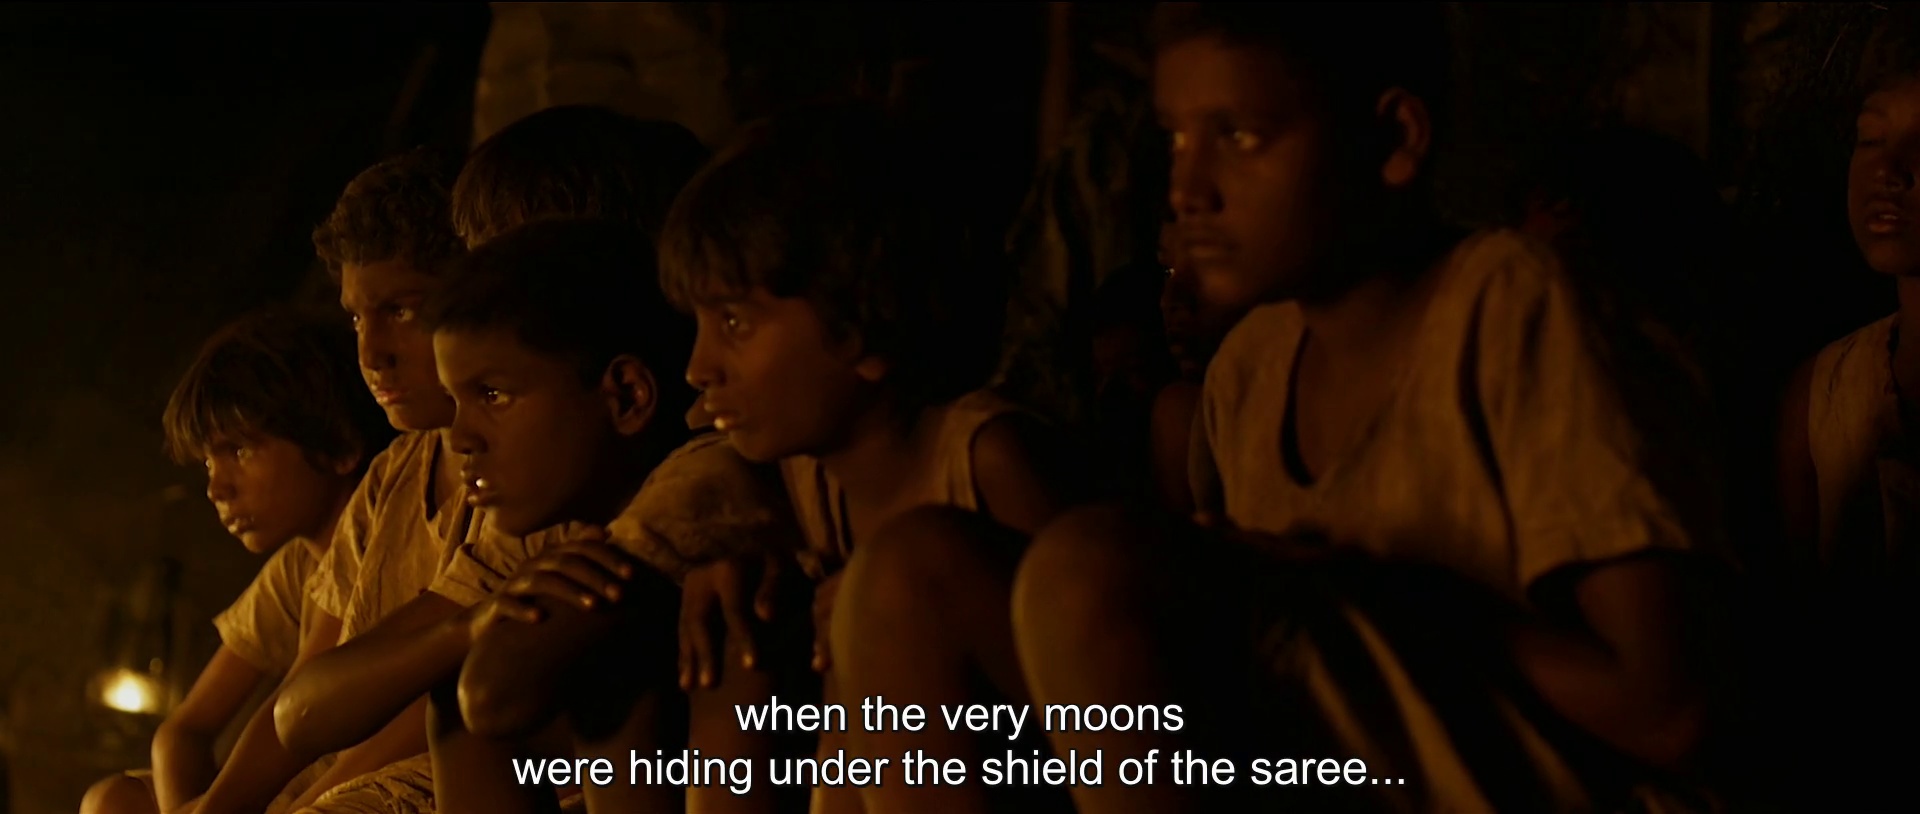 when the very moons
were hiding under the shield of the saree...